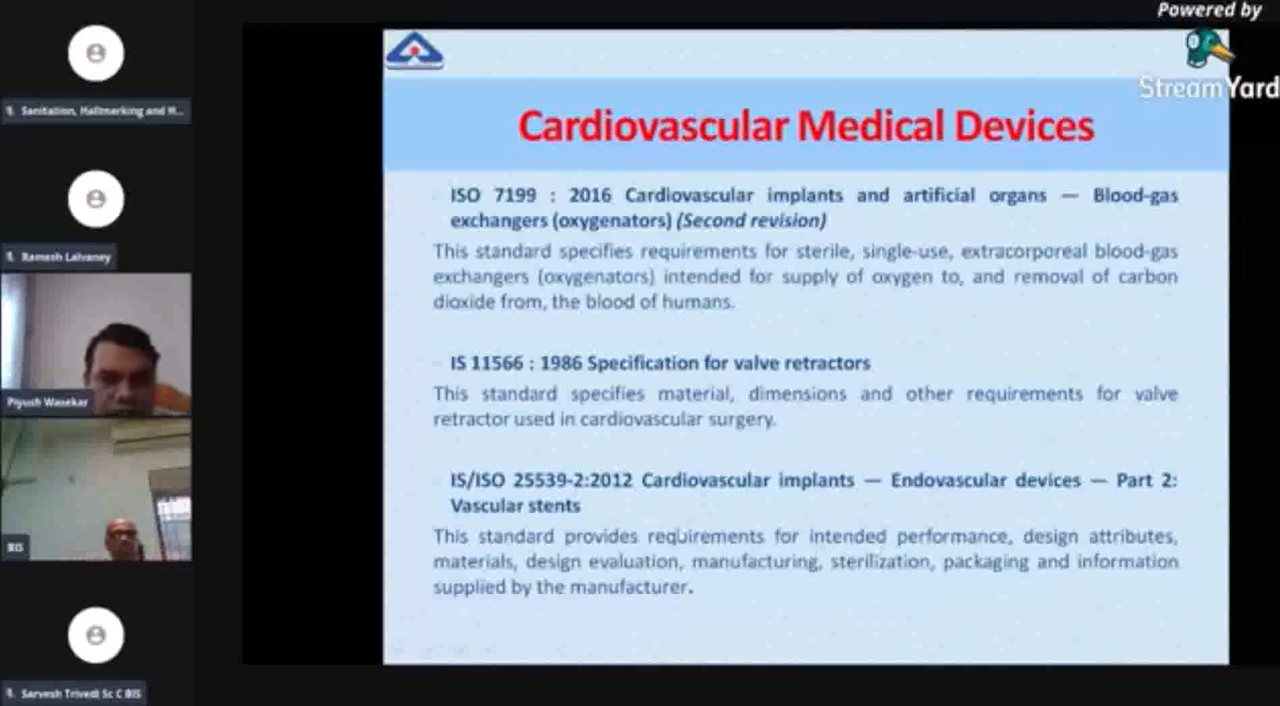 Powered by
StreamYard
Sanitation, Hallmarking and H...
Ramesh Lalvaney
Piyush Wasekar
BIS
Sarvesh Trivedi Sc C BIS
Cardiovascular Medical Devices
ISO 7199 : 2016 Cardiovascular implants and artificial organs — Blood-gas
exchangers (oxygenators) (Second revision)
This standard specifies requirements for sterile, single-use, extracorporeal blood-gas
exchangers (oxygenators) intended for supply of oxygen to, and removal of carbon
dioxide from, the blood of humans.
IS 11566 : 1986 Specification for valve retractors
This standard specifies material, dimensions and other requirements for valve
retractor used in cardiovascular surgery.
IS/ISO 25539-2:2012 Cardiovascular implants — Endovascular devices — Part 2:
Vascular stents
This standard provides requirements for intended performance, design attributes,
materials, design evaluation, manufacturing, sterilization, packaging and information
supplied by the manufacturer.